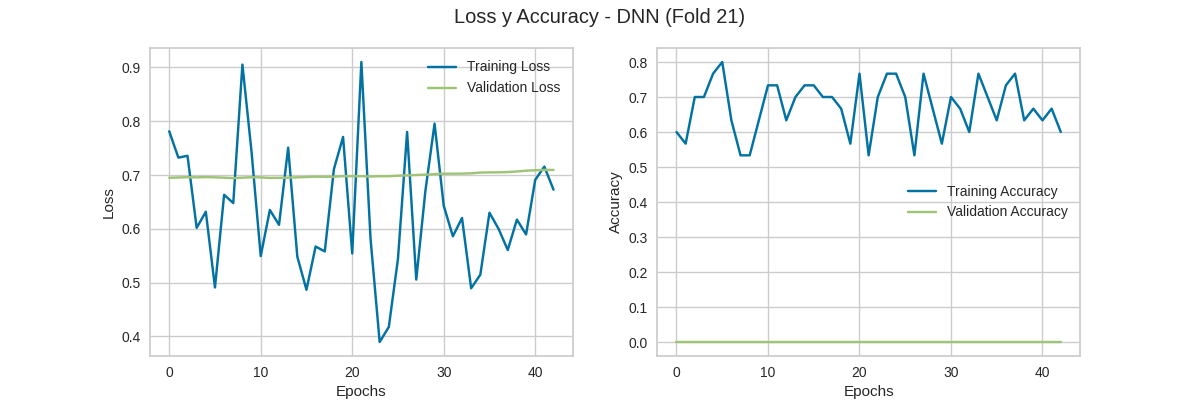 Loss y Accuracy - DNN (Fold 21)
Training Loss
Validation Loss
0.9
0.8
0.7
0.6
0.5
0.4
Loss
0 10 20 30 40
Epochs
Training Accuracy
Validation Accuracy
0.8
0.7
0.6
0.5
0.4
0.3
0.2
0.1
0.0
Accuracy
0 10 20 30 40
Epochs